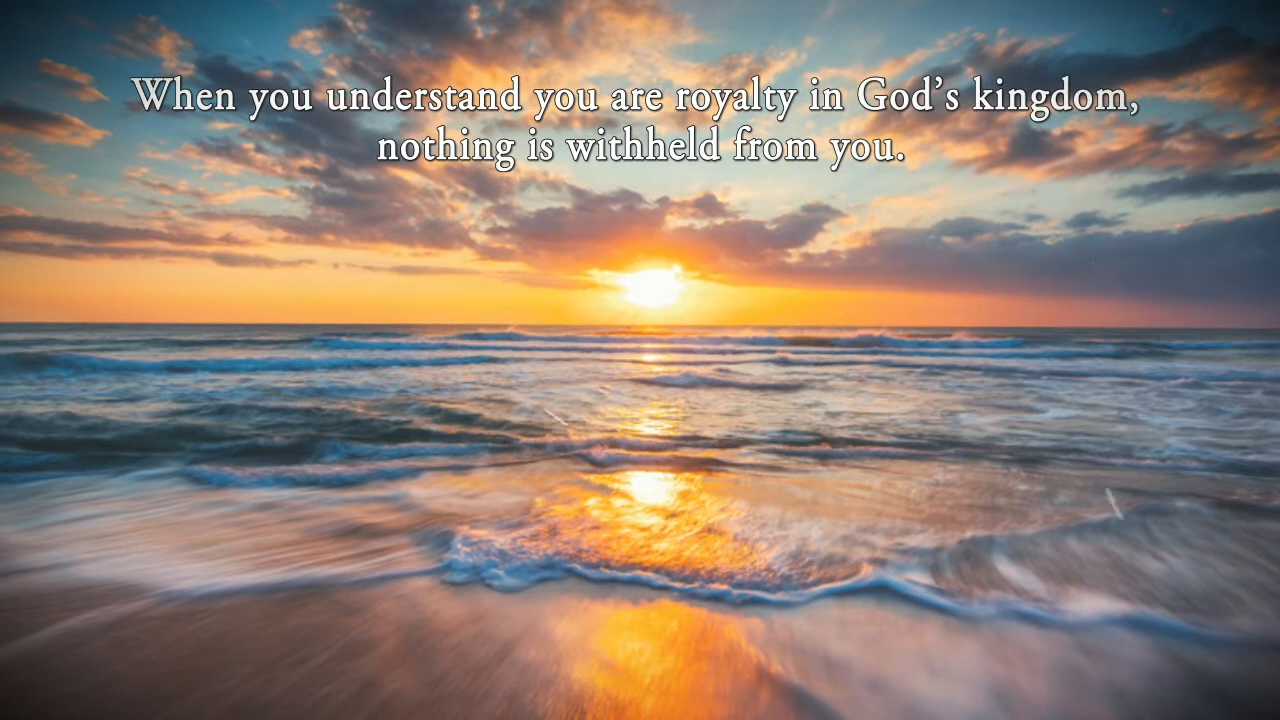 When you understand you are royalty in God’s kingdom,
nothing is withheld from you.